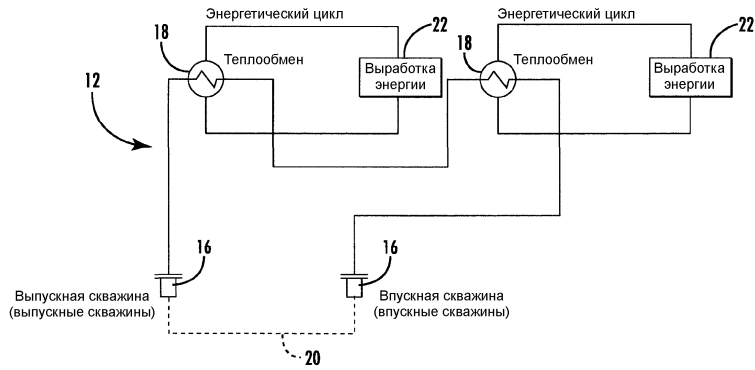 Энергетический цикл
22
Энергетический цикл
22
18
Теплообмен
18
Теплообмен
Выработка
энергии
Выработка
энергии
12
16
16
Выпускная скважина
(выпускные скважины)
Впускная скважина
(впускные скважины)
20